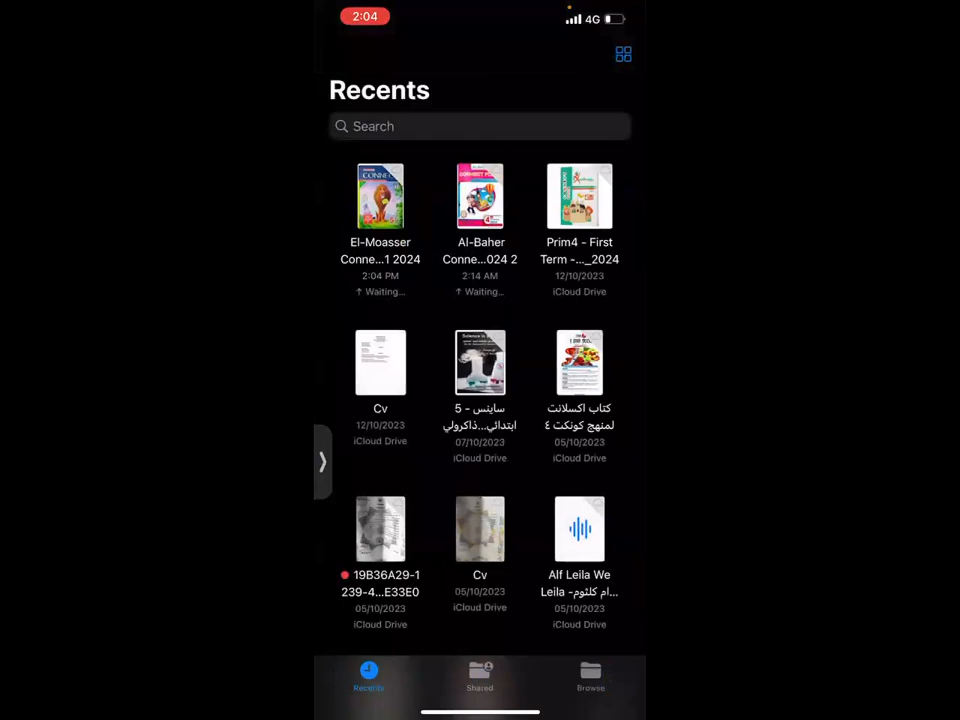 2:04
4G
Recents
Search
El-Moasser
Conne...1 2024
2:04 PM
↑ Waiting...
Al-Baher
Conne...024 2
2:14 AM
↑ Waiting...
Prim4 - First
Term -..._2024
12/10/2023
iCloud Drive
Cv
12/10/2023
iCloud Drive
ساينس - 5
ابتدائي...ذاكرولي
07/10/2023
iCloud Drive
كتاب اكسلانت
لمنهج كونكت ٤
05/10/2023
iCloud Drive
19B36A29-1
239-4...E33E0
05/10/2023
iCloud Drive
Cv
05/10/2023
iCloud Drive
Alf Leila We
Leila -ام كلثوم...
05/10/2023
iCloud Drive
Recents
Shared
Browse